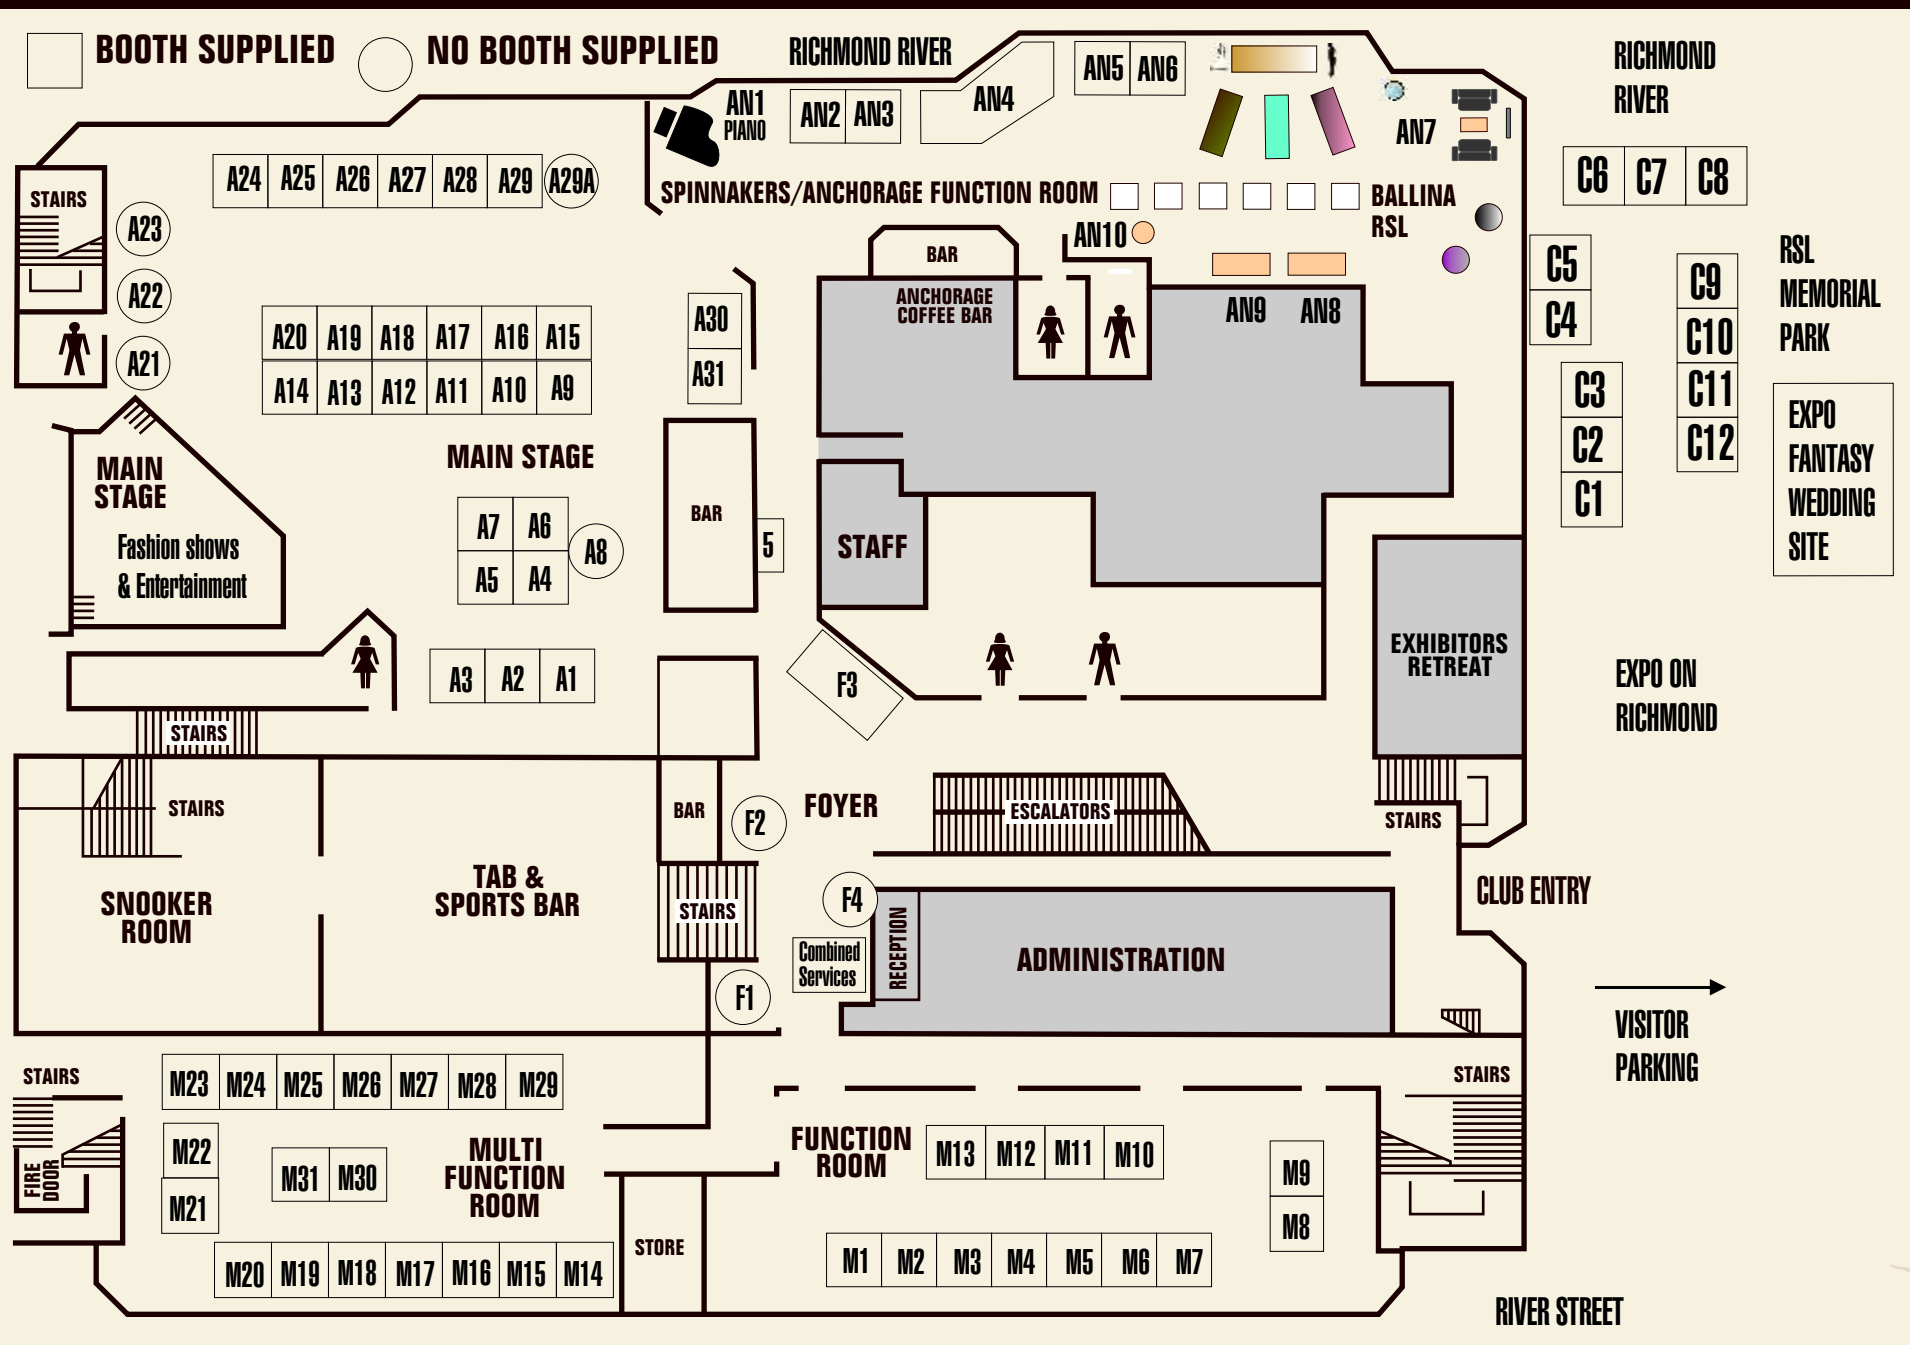 BOOTH SUPPLIED
NO BOOTH SUPPLIED
RICHMOND RIVER
RICHMOND
RIVER
AN1
PIANO
AN2 AN3
AN4
AN5 AN6
AN7
C6 C7 C8
STAIRS
A24 A25 A26 A27 A28 A29 A29A
SPINNAKERS/ANCHORAGE FUNCTION ROOM
BALLINA
RSL
A23
A22
A21
AN10
BAR
ANCHORAGE
COFFEE BAR
AN9 AN8
C5
C4
C9
C10
C11
C12
C3
C2
C1
RSL
MEMORIAL
PARK
EXPO
FANTASY
WEDDING
SITE
A20 A19 A18 A17 A16 A15
A14 A13 A12 A11 A10 A9
A30
A31
MAIN STAGE
MAIN
STAGE
Fashion shows
& Entertainment
A7 A6
A8
A5 A4
BAR
5
STAFF
A3 A2 A1
F3
EXHIBITORS
RETREAT
EXPO ON
RICHMOND
STAIRS
STAIRS
BAR
F2
FOYER
ESCALATORS
STAIRS
SNOOKER
ROOM
TAB &
SPORTS BAR
STAIRS
F4
CLUB ENTRY
Combined
Services
RECEPTION
ADMINISTRATION
F1
VISITOR
PARKING
STAIRS
STAIRS
M23 M24 M25 M26 M27 M28 M29
M22
M21
FIRE
DOOR
M31 M30
MULTI
FUNCTION
ROOM
FUNCTION
ROOM
M13 M12 M11 M10
M9
M8
STORE
M20 M19 M18 M17 M16 M15 M14
M1 M2 M3 M4 M5 M6 M7
RIVER STREET